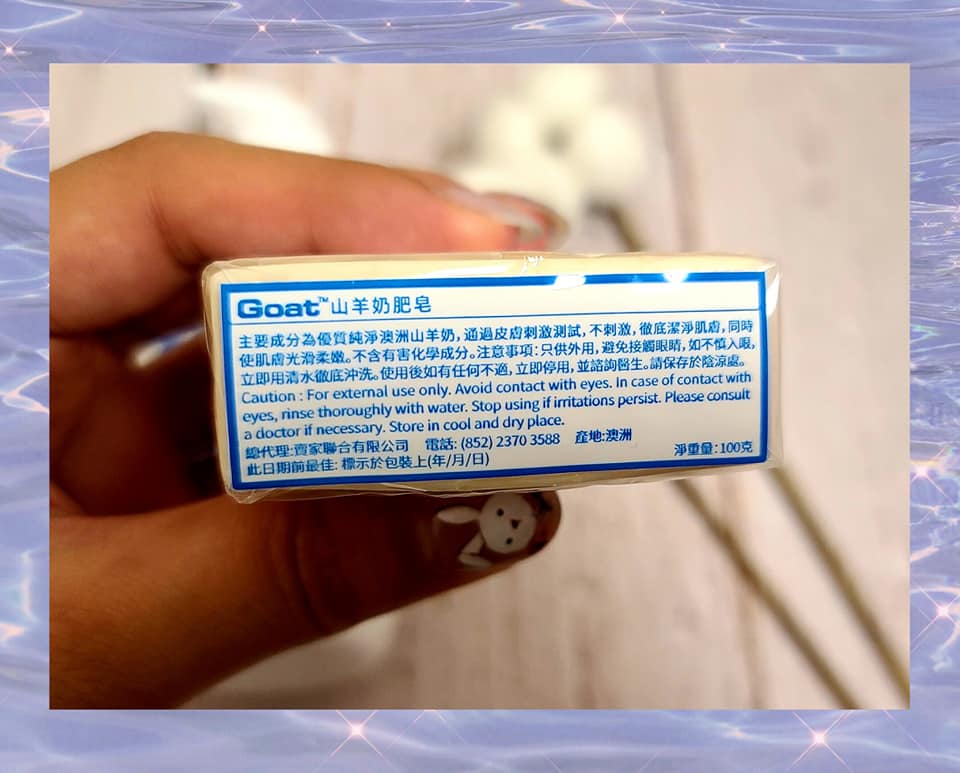 Goat™山羊奶肥皂
主要成分為優質純淨澳洲山羊奶，通過皮膚刺激測試，不刺激，徹底潔淨肌膚，同時
使肌膚光滑柔嫩。不含有害化學成分。注意事項：只供外用，避免接觸眼睛，如不慎入眼，
立即用清水徹底沖洗。使用後如有任何不適，立即停用，並諮詢醫生。請保存於陰涼處。
Caution : For external use only. Avoid contact with eyes. In case of contact with
eyes, rinse thoroughly with water. Stop using if irritations persist. Please consult
a doctor if necessary. Store in cool and dry place.
總代理：賣家聯合有限公司 電話: (852) 2370 3588 產地:澳洲
此日期前最佳: 標示於包裝上(年/月/日) 淨重量: 100克